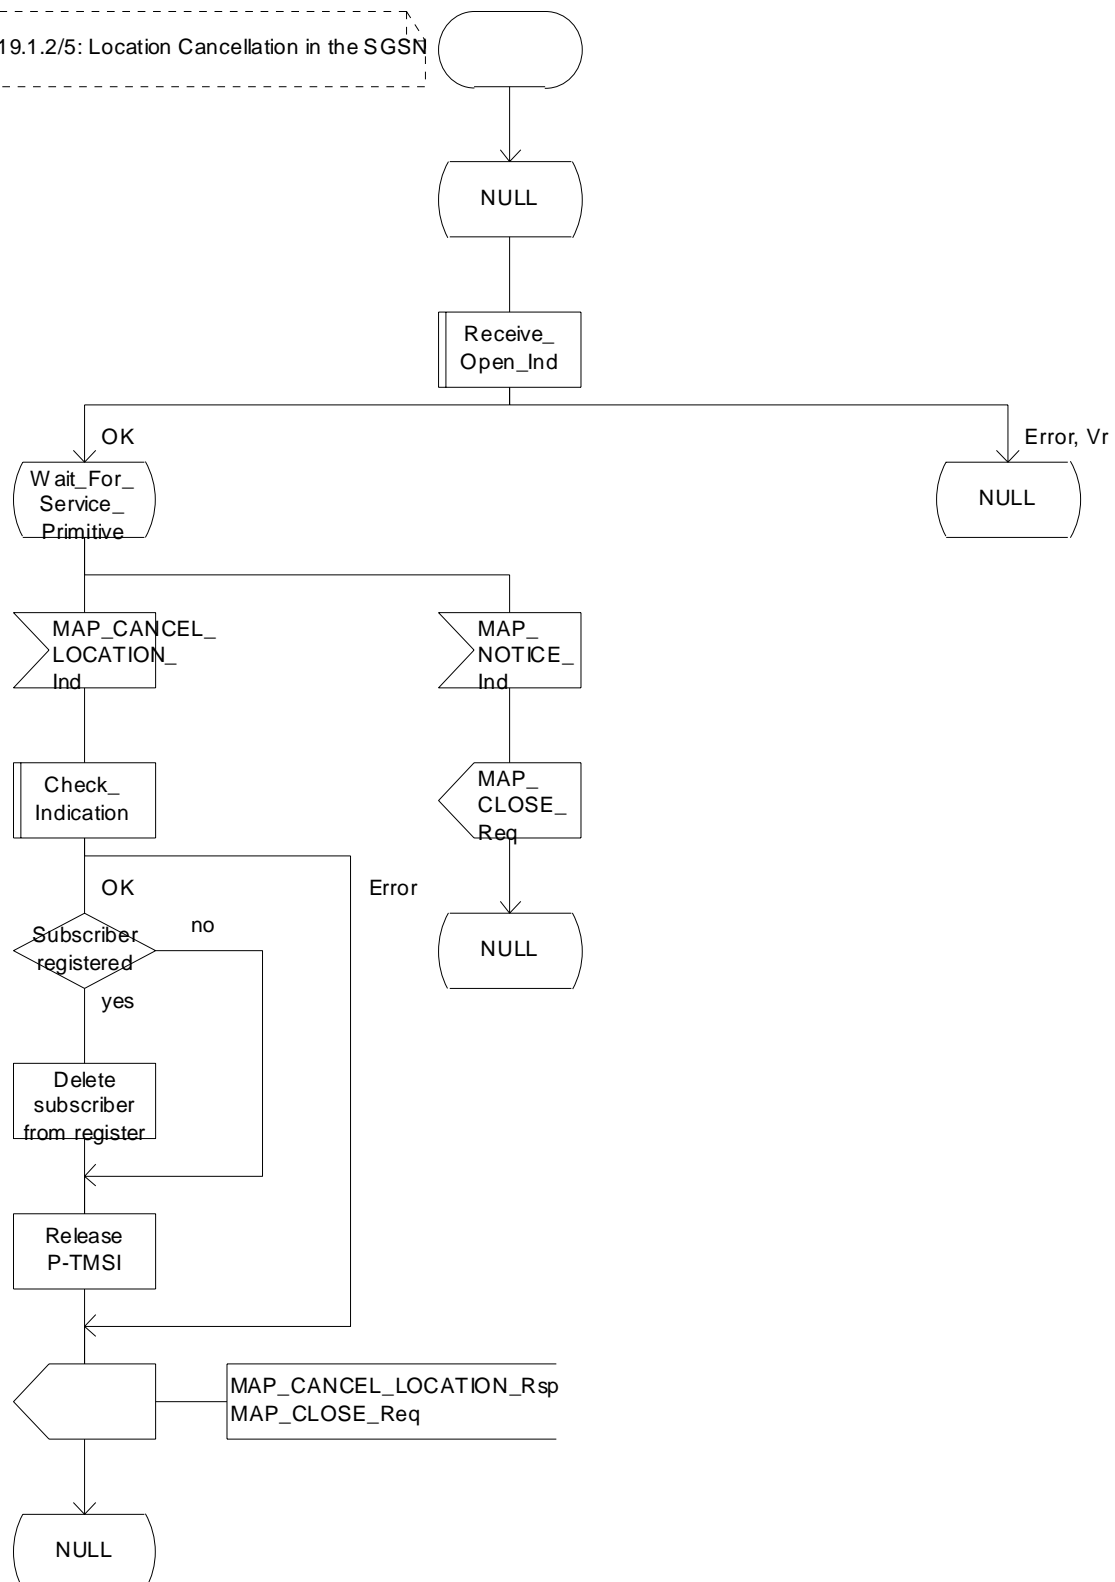 19.1.2/5: Location Cancellation in the SGSN
NULL
Receive_
Open_Ind
OK
Error, Vr
Wait_For_
Service_
Primitive
NULL
MAP_CANCEL_
LOCATION_
Ind
MAP_
NOTICE_
Ind
Check_
Indication
MAP_
CLOSE_
Req
OK
Error
Subscriber
registered
no
yes
NULL
Delete
subscriber
from register
Release
P-TMSI
MAP_CANCEL_LOCATION_Rsp
MAP_CLOSE_Req
NULL